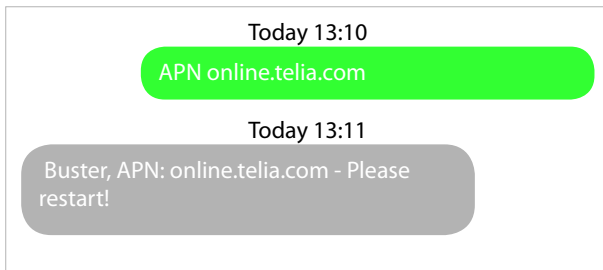 Today 13:10
APN online.telia.com
Today 13:11
Buster, APN: online.telia.com - Please
restart!